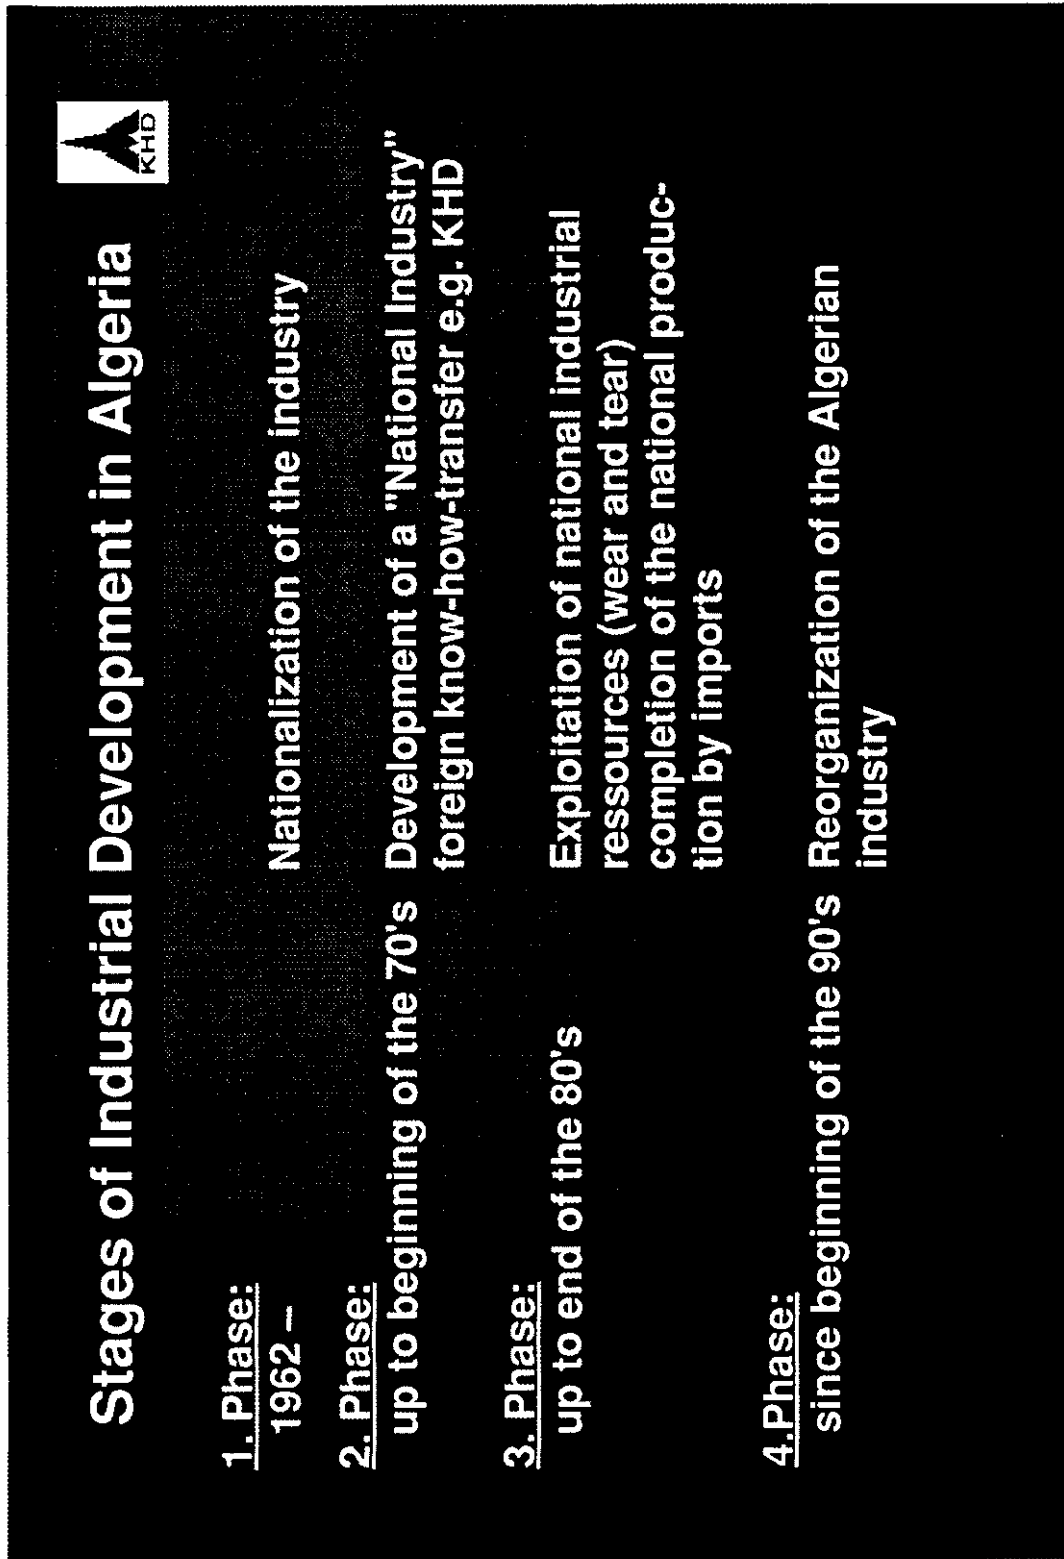 Stages of Industrial Development in Algeria
KHD
1. Phase:
1962 – Nationalization of the industry
2. Phase:
up to beginning of the 70's Development of a "National Industry"
foreign know-how-transfer e.g. KHD
3. Phase:
up to end of the 80's Exploitation of national industrial
ressources (wear and tear)
completion of the national produc-
tion by imports
4.Phase:
since beginning of the 90's Reorganization of the Algerian
industry